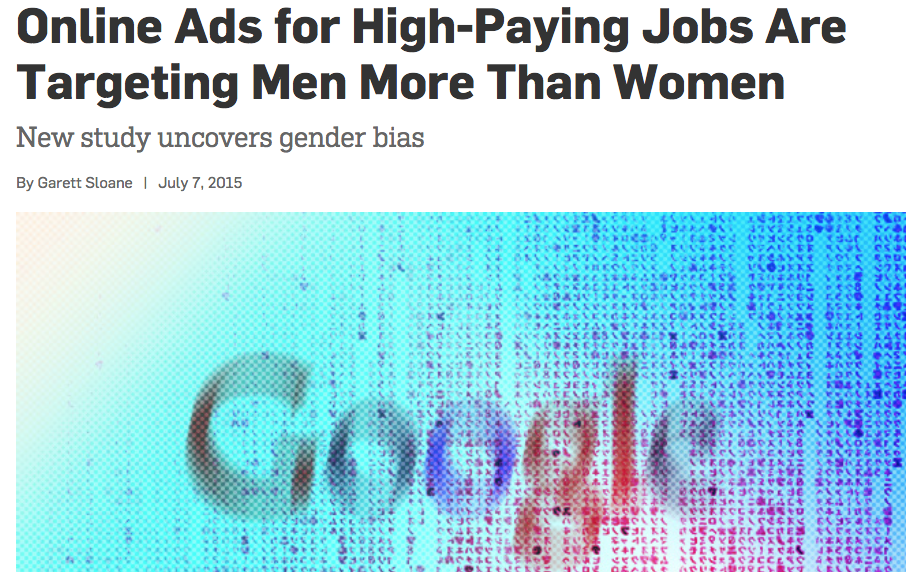 Online Ads for High-Paying Jobs Are
Targeting Men More Than Women
New study uncovers gender bias
By Garett Sloane | July 7, 2015
Google